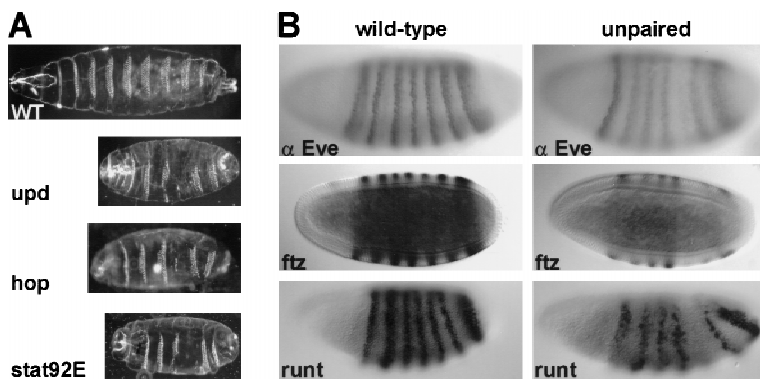 A
WT
upd
hop
stat92E
B
wild-type
unpaired
α Eve
α Eve
ftz
ftz
runt
runt